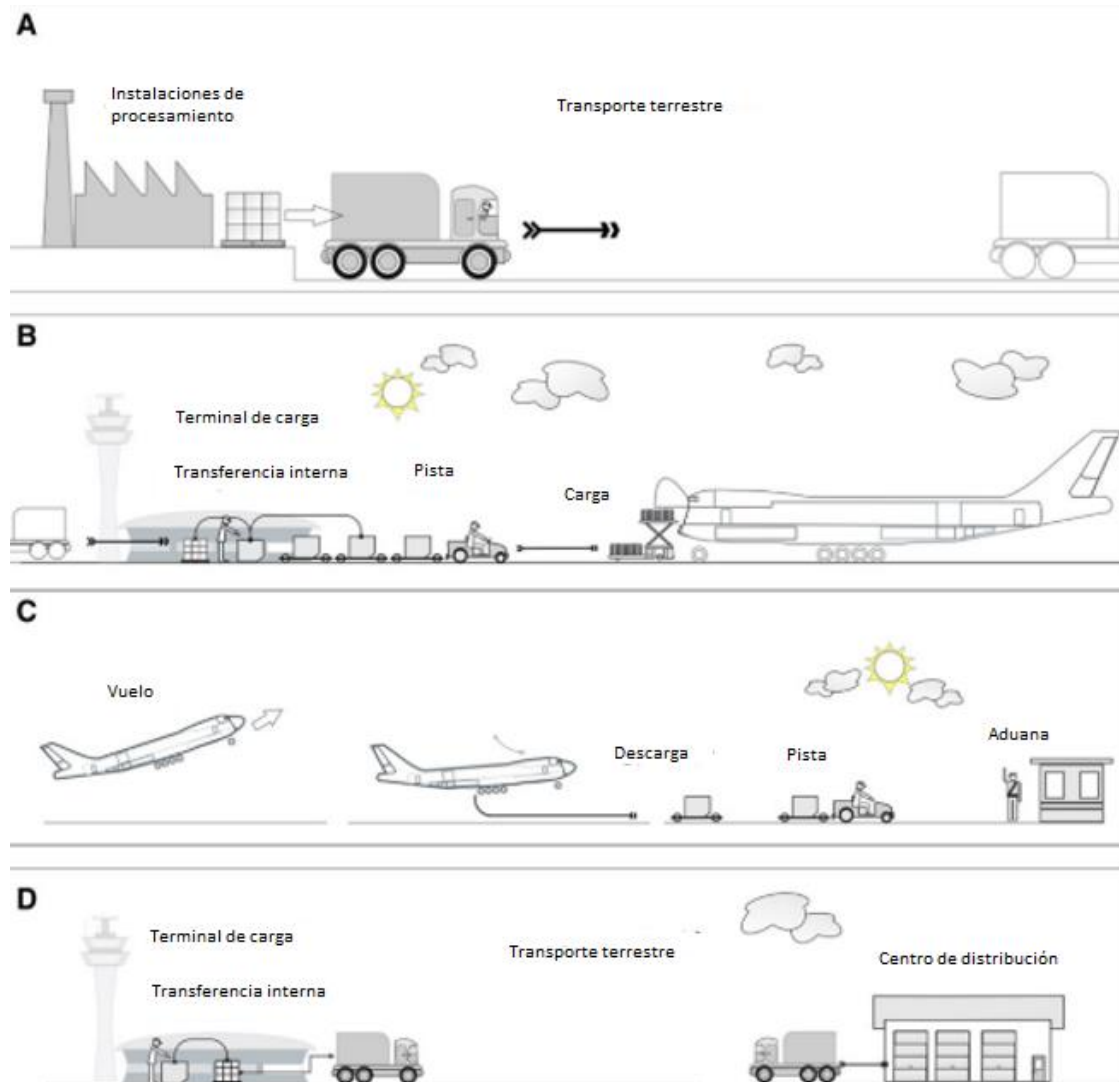 A
Instalaciones de
procesamiento
Transporte terrestre
B
Terminal de carga
Transferencia interna
Pista
Carga
C
Vuelo
Descarga
Pista
Aduana
D
Terminal de carga
Transporte terrestre
Centro de distribución
Transferencia interna